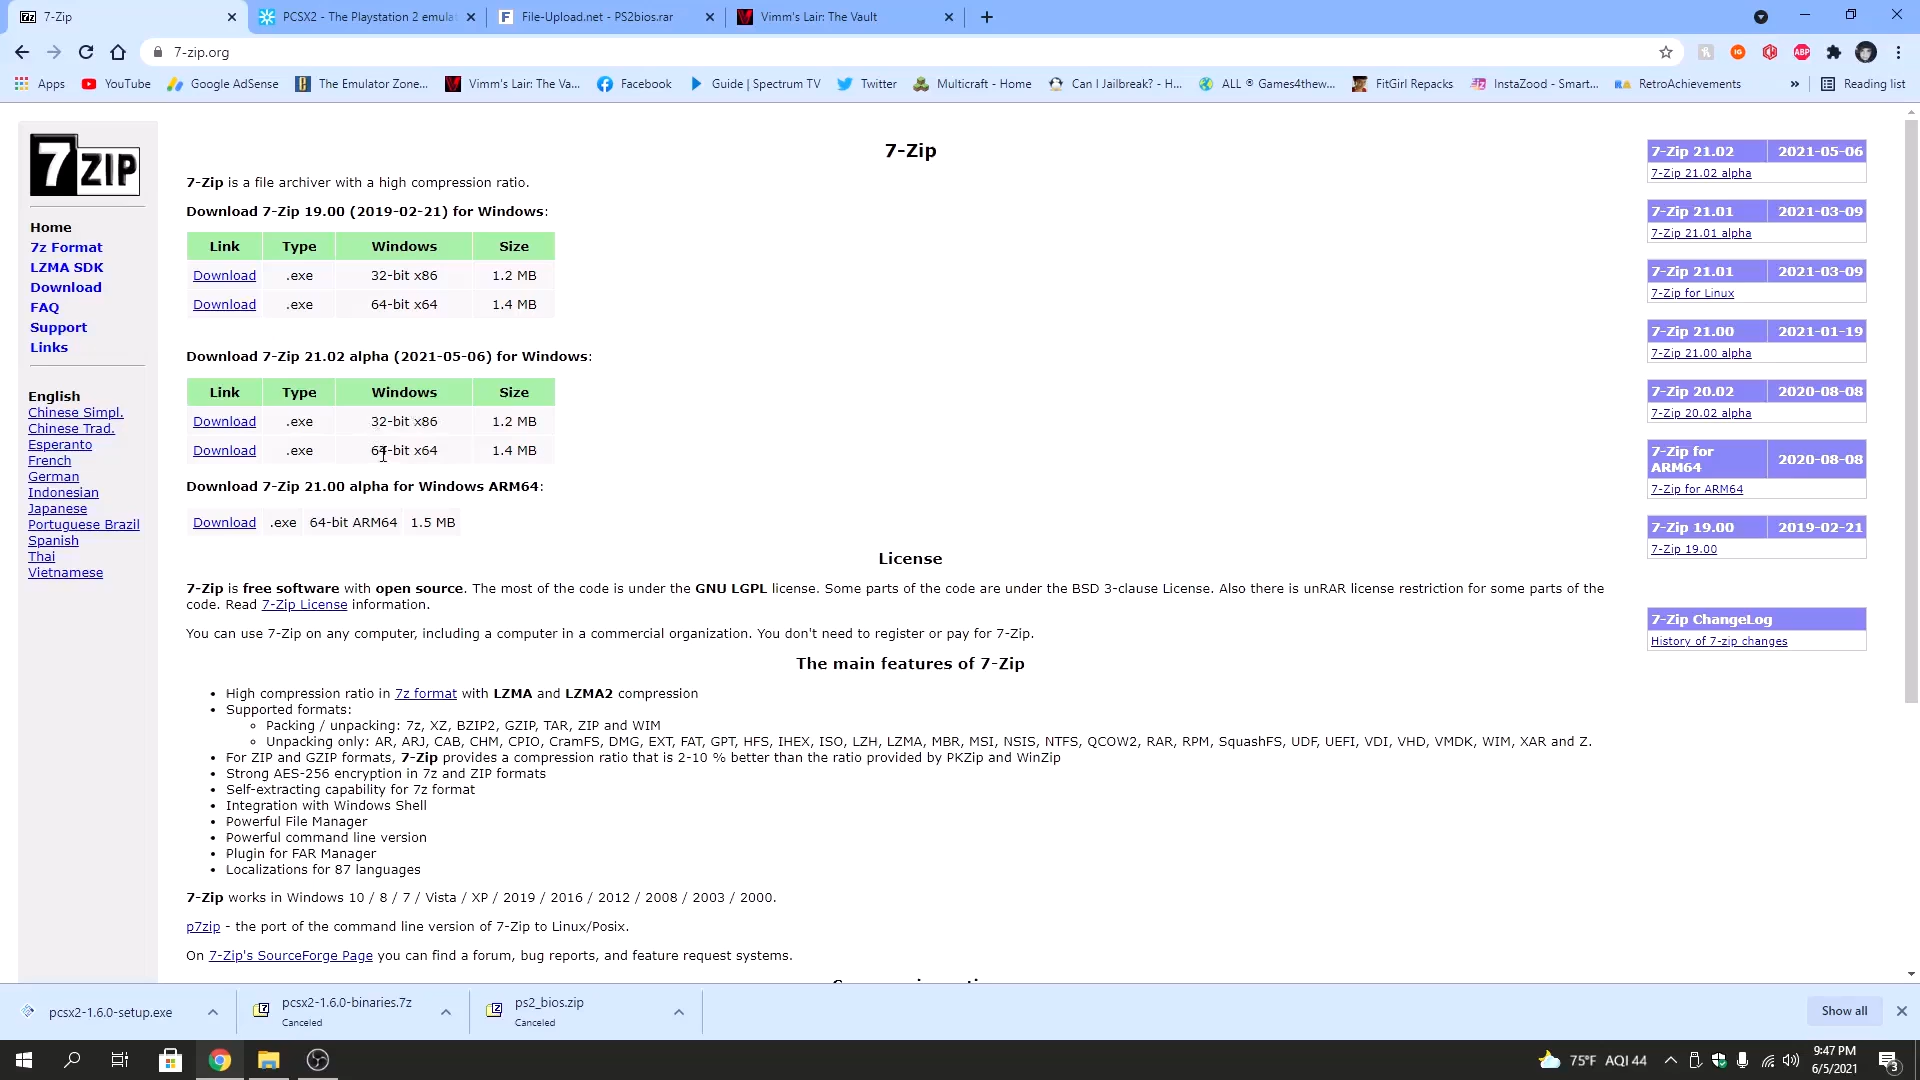 7-Zip
PCSX2 - The Playstation 2 emulat
File-Upload.net - PS2bios.rar
Vimm's Lair: The Vault
7-zip.org
Apps
YouTube
Google AdSense
The Emulator Zone...
Vimm's Lair: The Va...
Facebook
Guide | Spectrum TV
Twitter
Multicraft - Home
Can I Jailbreak? - H...
ALL ® Games4thew...
FitGirl Repacks
InstaZood - Smart...
RetroAchievements
»
Reading list
7ZIP
Home
7z Format
LZMA SDK
Download
FAQ
Support
Links
English
Chinese Simpl.
Chinese Trad.
Esperanto
French
German
Indonesian
Japanese
Portuguese Brazil
Spanish
Thai
Vietnamese
7-Zip
7-Zip is a file archiver with a high compression ratio.
Download 7-Zip 19.00 (2019-02-21) for Windows:
Link Type Windows Size
Download .exe 32-bit x86 1.2 MB
Download .exe 64-bit x64 1.4 MB
Download 7-Zip 21.02 alpha (2021-05-06) for Windows:
Link Type Windows Size
Download .exe 32-bit x86 1.2 MB
Download .exe 64-bit x64 1.4 MB
Download 7-Zip 21.00 alpha for Windows ARM64:
Download .exe 64-bit ARM64 1.5 MB
License
7-Zip is free software with open source. The most of the code is under the GNU LGPL license. Some parts of the code are under the BSD 3-clause License. Also there is unRAR license restriction for some parts of the
code. Read 7-Zip License information.
You can use 7-Zip on any computer, including a computer in a commercial organization. You don't need to register or pay for 7-Zip.
The main features of 7-Zip
• High compression ratio in 7z format with LZMA and LZMA2 compression
• Supported formats:
◦ Packing / unpacking: 7z, XZ, BZIP2, GZIP, TAR, ZIP and WIM
◦ Unpacking only: AR, ARJ, CAB, CHM, CPIO, CramFS, DMG, EXT, FAT, GPT, HFS, IHEX, ISO, LZH, LZMA, MBR, MSI, NSIS, NTFS, QCOW2, RAR, RPM, SquashFS, UDF, UEFI, VDI, VHD, VMDK, WIM, XAR and Z.
• For ZIP and GZIP formats, 7-Zip provides a compression ratio that is 2-10 % better than the ratio provided by PKZip and WinZip
• Strong AES-256 encryption in 7z and ZIP formats
• Self-extracting capability for 7z format
• Integration with Windows Shell
• Powerful File Manager
• Powerful command line version
• Plugin for FAR Manager
• Localizations for 87 languages
7-Zip works in Windows 10 / 8 / 7 / Vista / XP / 2019 / 2016 / 2012 / 2008 / 2003 / 2000.
p7zip - the port of the command line version of 7-Zip to Linux/Posix.
On 7-Zip's SourceForge Page you can find a forum, bug reports, and feature request systems.
7-Zip 21.02 2021-05-06
7-Zip 21.02 alpha
7-Zip 21.01 2021-03-09
7-Zip 21.01 alpha
7-Zip 21.01 2021-03-09
7-Zip for Linux
7-Zip 21.00 2021-01-19
7-Zip 21.00 alpha
7-Zip 20.02 2020-08-08
7-Zip 20.02 alpha
7-Zip for
ARM64 2020-08-08
7-Zip for ARM64
7-Zip 19.00 2019-02-21
7-Zip 19.00
7-Zip ChangeLog
History of 7-zip changes
pcsx2-1.6.0-setup.exe
pcsx2-1.6.0-binaries.7z
Canceled
ps2_bios.zip
Canceled
Show all
75°F AQI 44
9:47 PM
6/5/2021
3